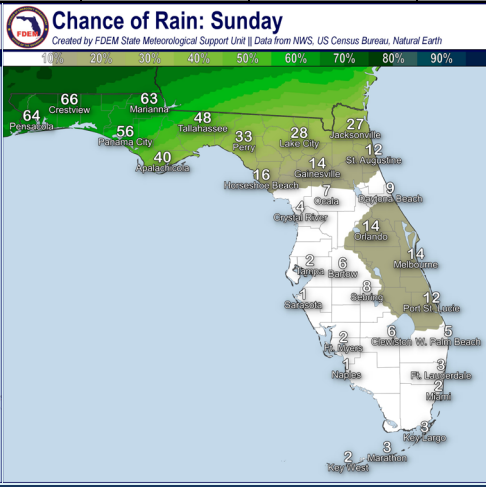 FDEM
Chance of Rain: Sunday
Created by FDEM State Meteorological Support Unit || Data from NWS, US Census Bureau, Natural Earth
10% 20% 30% 40% 50% 60% 70% 80% 90%
66
Crestview
63
Marianna
64
Pensacola
48
Tallahassee
56
Panama City
33
Perry
28
Lake City
27
Jacksonville
40
Apalachicola
12
St. Augustine
14
Gainesville
16
Horseshoe Beach
7
Ocala
9
Daytona Beach
4
Crystal River
14
Orlando
2
Tampa
6
Bartow
14
Melbourne
8
Sebring
1
Sarasota
12
Port St. Lucie
2
Ft. Myers
6
Clewiston
5
W. Palm Beach
1
Naples
3
Ft. Lauderdale
2
Miami
3
Key Largo
3
Marathon
2
Key West